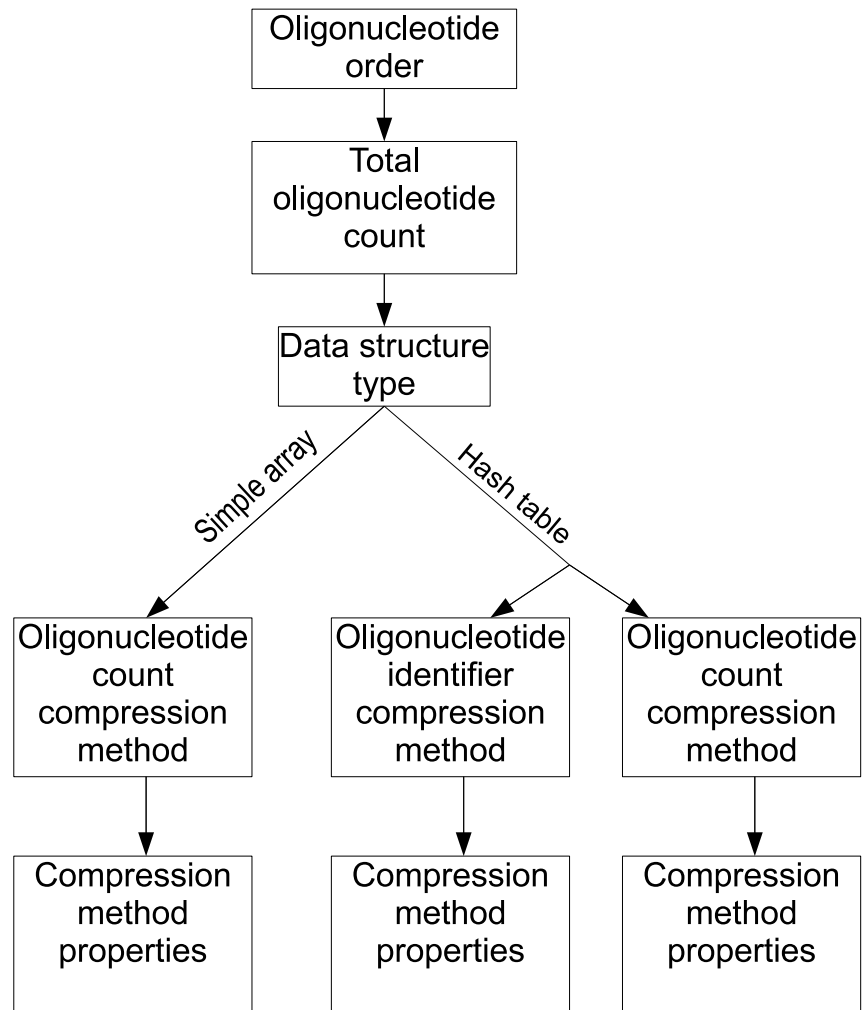 Oligonucleotide
order
Total
oligonucleotide
count
Data structure
type
Simple array
Hash table
Oligonucleotide
count
compression
method
Oligonucleotide
identifier
compression
method
Oligonucleotide
count
compression
method
Compression
method
properties
Compression
method
properties
Compression
method
properties